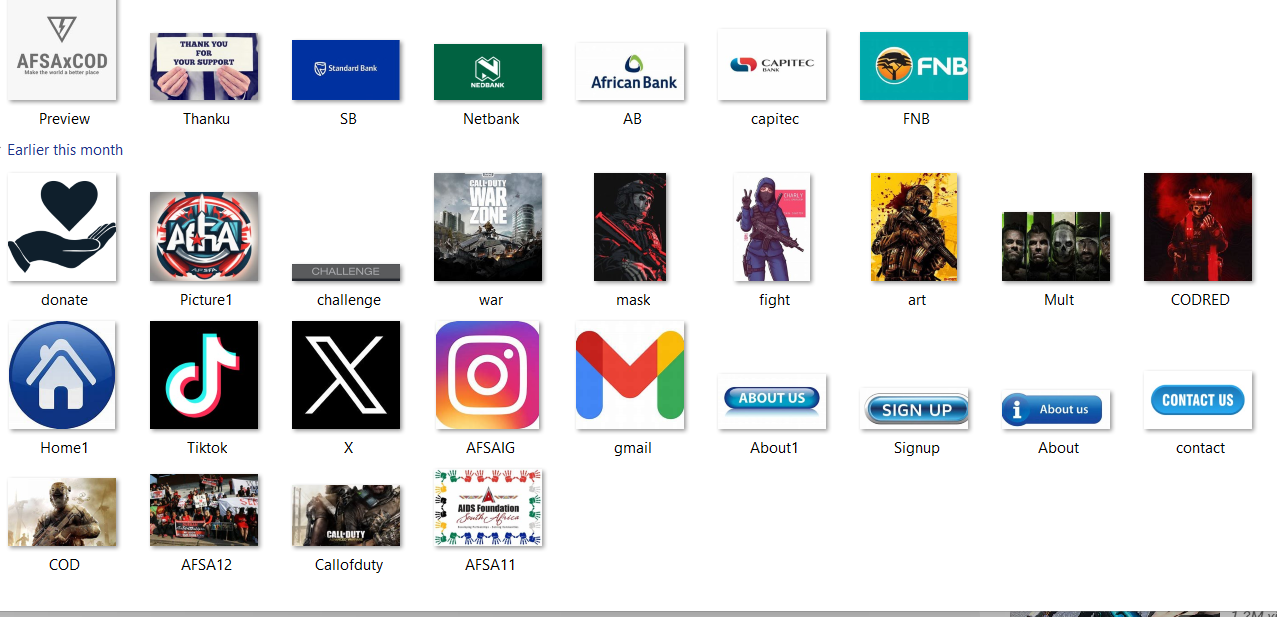 AFSAxCOD
Make the world a better place
THANK YOU
FOR
YOUR SUPPORT
Standard Bank
NEDBANK
African Bank
CAPITEC
BANK
FNB
Preview
Thanku
SB
Netbank
AB
capitec
FNB
Earlier this month
AFSA
CHALLENGE
CALL OF DUTY
WAR
ZONE
CHARLY
donate
Picture1
challenge
war
mask
fight
art
Mult
CODRED
ABOUT US
SIGN UP
i About us
CONTACT US
Home1
Tiktok
X
AFSAIG
gmail
About1
Signup
About
contact
CALL OF DUTY
AIDS Foundation
South Africa
COD
AFSA12
Callofduty
AFSA11